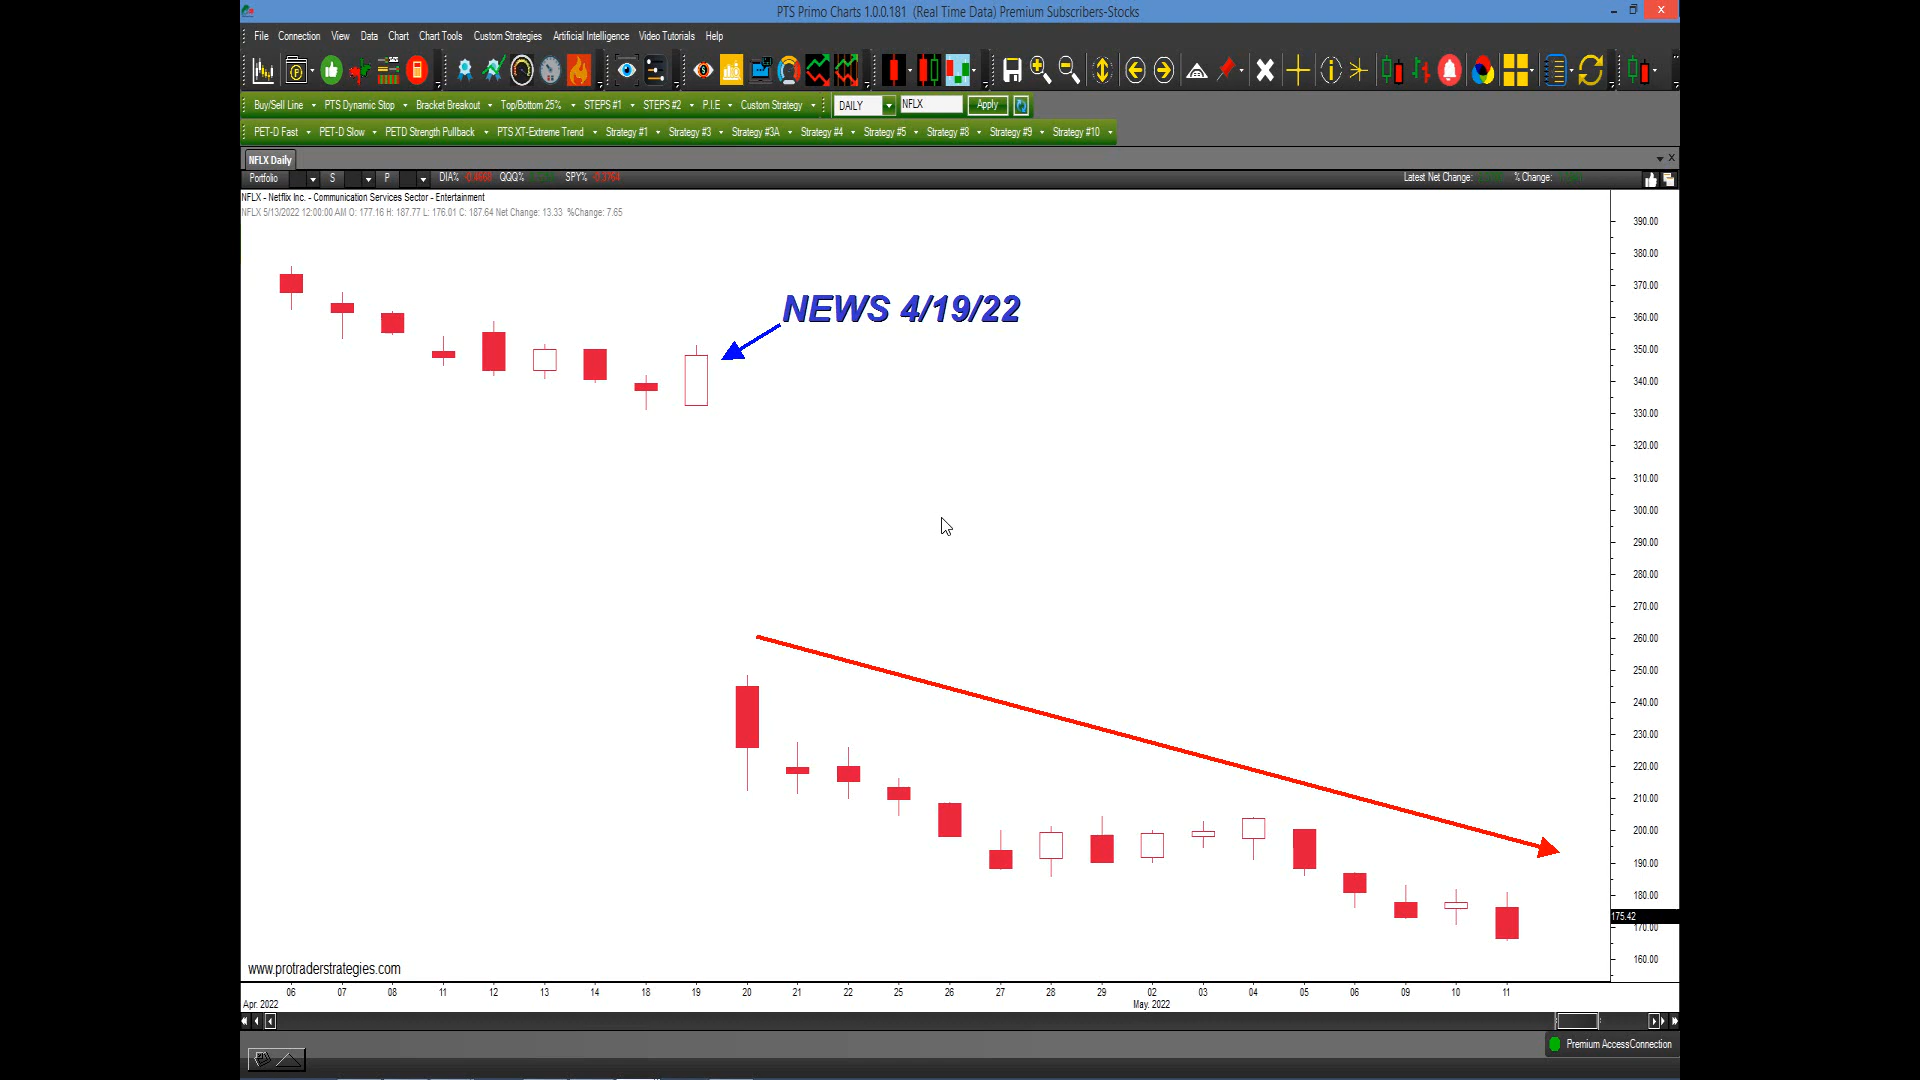 PTS Primo Charts 1.0.0.181 (Real Time Data) Premium Subscribers-Stocks
File Connection View Data Chart Chart Tools Custom Strategies Artificial Intelligence Video Tutorials Help
Buy/Sell Line PTS Dynamic Stop Bracket Breakout Top/Bottom 25% STEPS #1 STEPS #2 P.I.E Custom Strategy DAILY NFLX Apply
PET-D Fast PET-D Slow PETD Strength Pullback PTS XT-Extreme Trend Strategy #1 Strategy #3 Strategy #3A Strategy #4 Strategy #5 Strategy #8 Strategy #9 Strategy #10
NFLX Daily
Portfolio S P DIA% QQQ% SPY% Latest Net Change: % Change:
NFLX - Netflix Inc. - Communication Services Sector - Entertainment
NFLX 5/13/2022 12:00:00 AM O: 177.16 H: 187.77 L: 176.01 C: 187.64 Net Change: 13.33 %Change: 7.65
NEWS 4/19/22
390.00
380.00
370.00
360.00
350.00
340.00
330.00
320.00
310.00
300.00
290.00
280.00
270.00
260.00
250.00
240.00
230.00
220.00
210.00
200.00
190.00
180.00
175.42
170.00
160.00
www.protraderstrategies.com
06 07 08 11 12 13 14 18 19 20 21 22 25 26 27 28 29 02 03 04 05 06 09 10 11
Apr. 2022 May. 2022
Premium AccessConnection